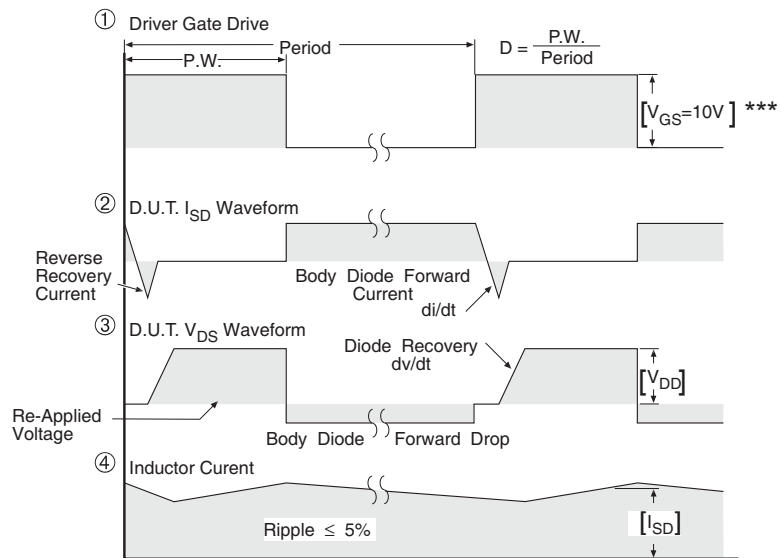 ① Driver Gate Drive
Period
P.W.
D = P.W. / Period
[VGS=10V] ***
② D.U.T. ISD Waveform
Reverse
Recovery
Current
Body Diode Forward
Current
di/dt
③ D.U.T. VDS Waveform
Diode Recovery
dv/dt
[VDD]
Re-Applied
Voltage
Body Diode Forward Drop
④ Inductor Curent
Ripple ≤ 5%
[ISD]